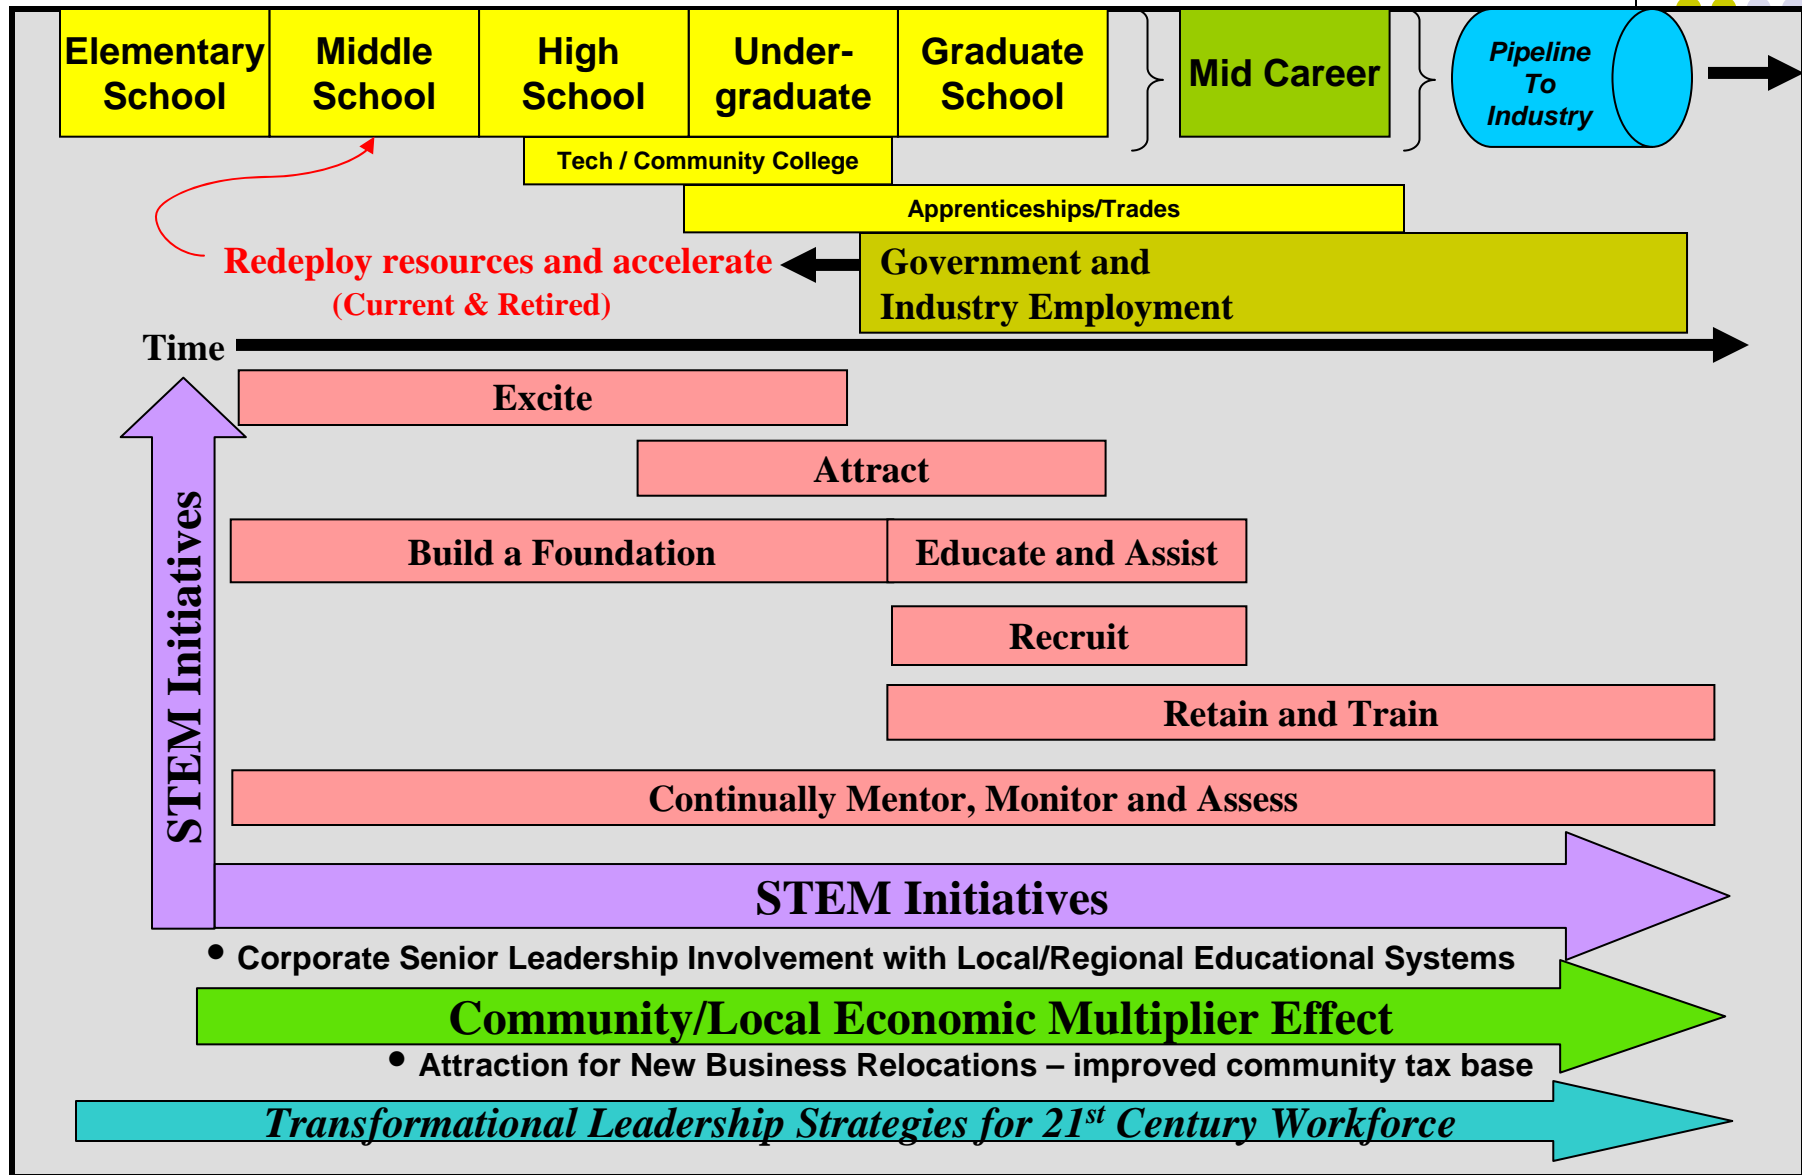 Elementary
School
Middle
School
High
School
Under-
graduate
Graduate
School
Mid Career
Pipeline
To
Industry
Tech / Community College
Apprenticeships/Trades
Redeploy resources and accelerate
(Current & Retired)
Government and
Industry Employment
Time
Excite
Attract
Build a Foundation
Educate and Assist
Recruit
Retain and Train
Continually Mentor, Monitor and Assess
STEM Initiatives
STEM Initiatives
• Corporate Senior Leadership Involvement with Local/Regional Educational Systems
Community/Local Economic Multiplier Effect
• Attraction for New Business Relocations – improved community tax base
Transformational Leadership Strategies for 21st Century Workforce